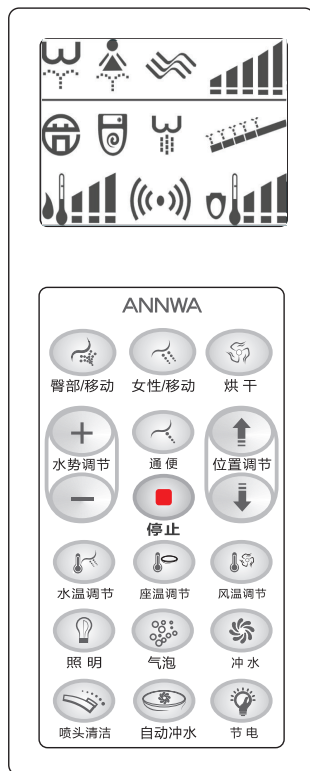 ANNWA
臀部/移动 女性/移动 烘干
+
水势调节 通便 位置调节
−
停止
水温调节 座温调节 风温调节
照明 气泡 冲水
喷头清洁 自动冲水 节电